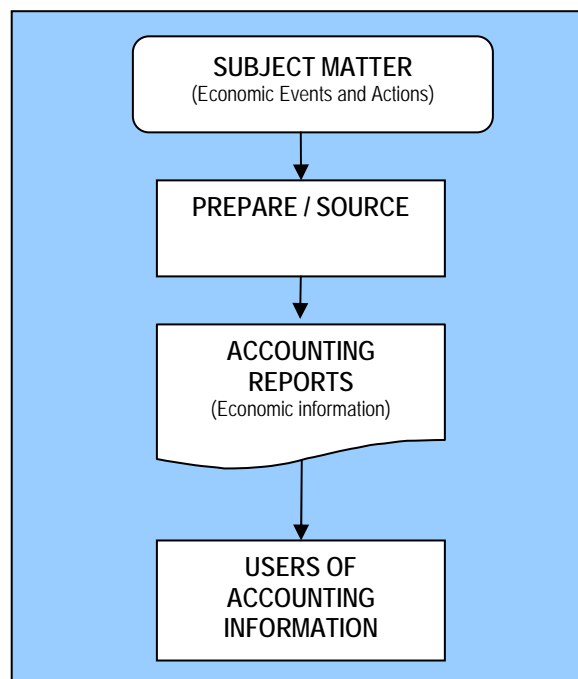 SUBJECT MATTER
(Economic Events and Actions)
PREPARE / SOURCE
ACCOUNTING
REPORTS
(Economic information)
USERS OF
ACCOUNTING
INFORMATION